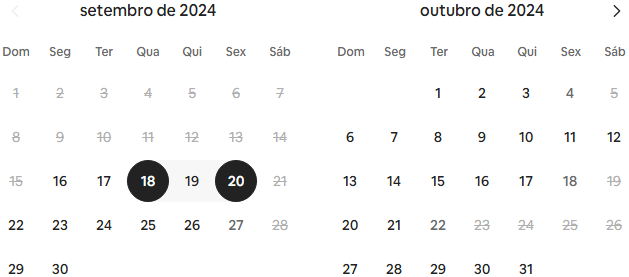 setembro de 2024
Dom Seg Ter Qua Qui Sex Sáb
1 2 3 4 5 6 7
8 9 10 11 12 13 14
15 16 17 18 19 20 21
22 23 24 25 26 27 28
29 30
outubro de 2024
Dom Seg Ter Qua Qui Sex Sáb
1 2 3 4 5
6 7 8 9 10 11 12
13 14 15 16 17 18 19
20 21 22 23 24 25 26
27 28 29 30 31